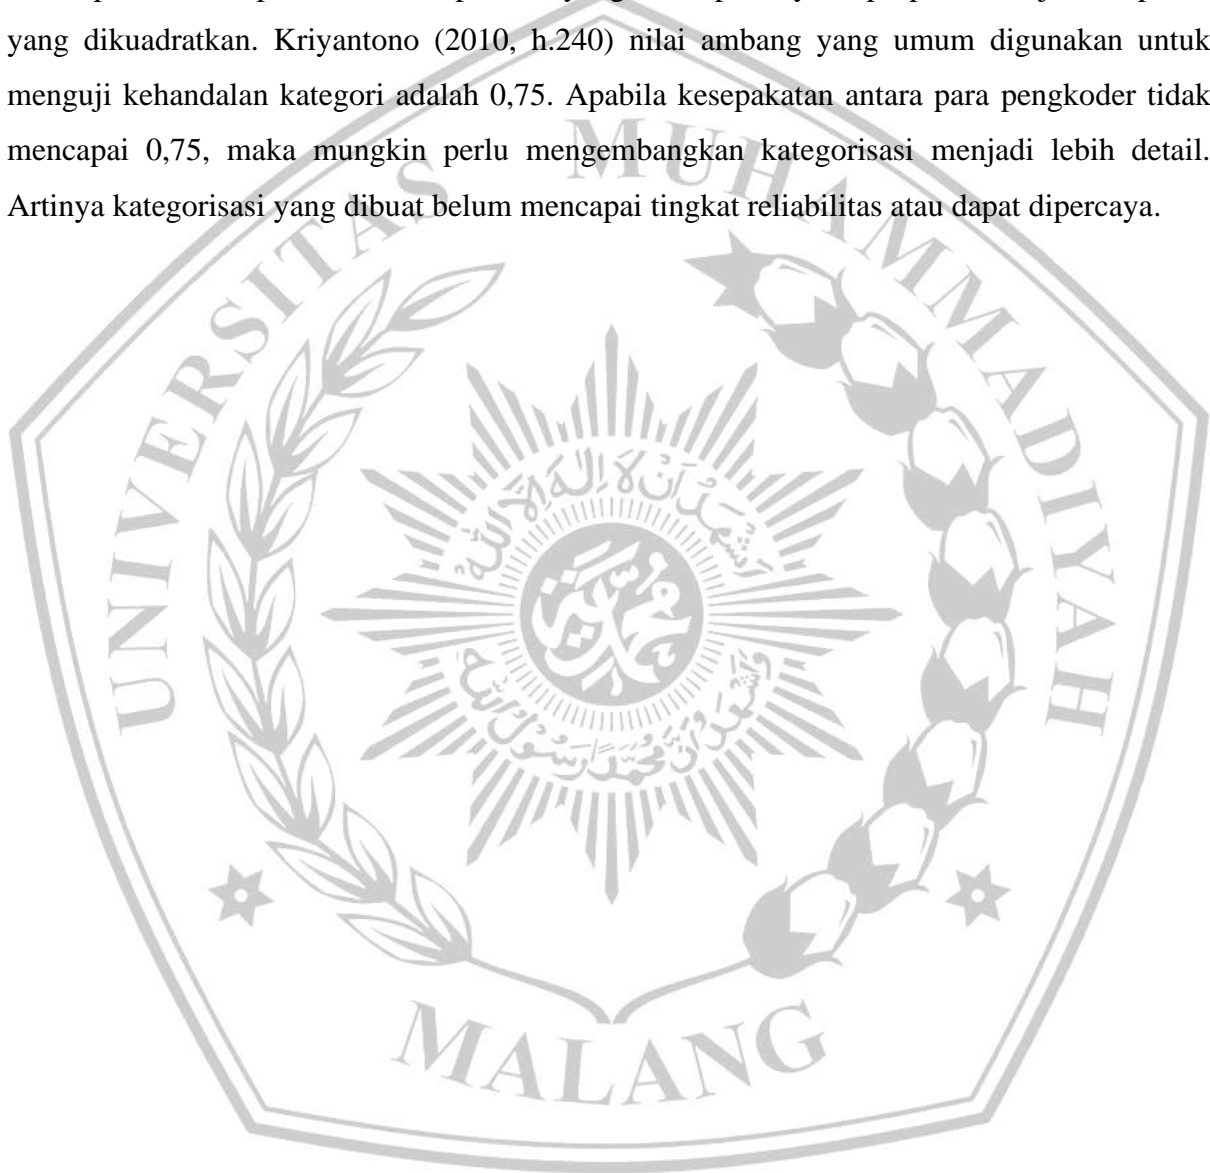 yang dikuadratkan. Kriyantono (2010, h.240) nilai ambang yang umum digunakan untuk
menguji kehandalan kategori adalah 0,75. Apabila kesepakatan antara para pengkoder tidak
mencapai 0,75, maka mungkin perlu mengembangkan kategorisasi menjadi lebih detail.
Artinya kategorisasi yang dibuat belum mencapai tingkat reliabilitas atau dapat dipercaya.
UNIVERSITAS MUHAMMADIYAH
MALANG